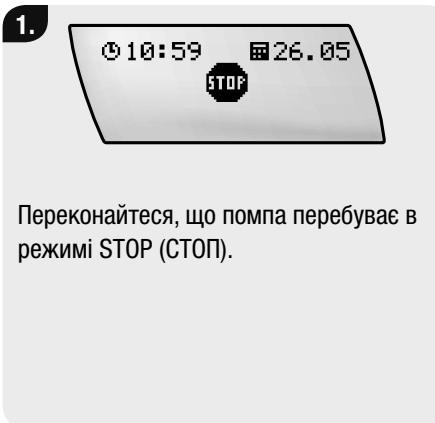 1.
10:59 26.05
STOP
Переконайтеся, що помпа перебуває в
режимі STOP (СТОП).